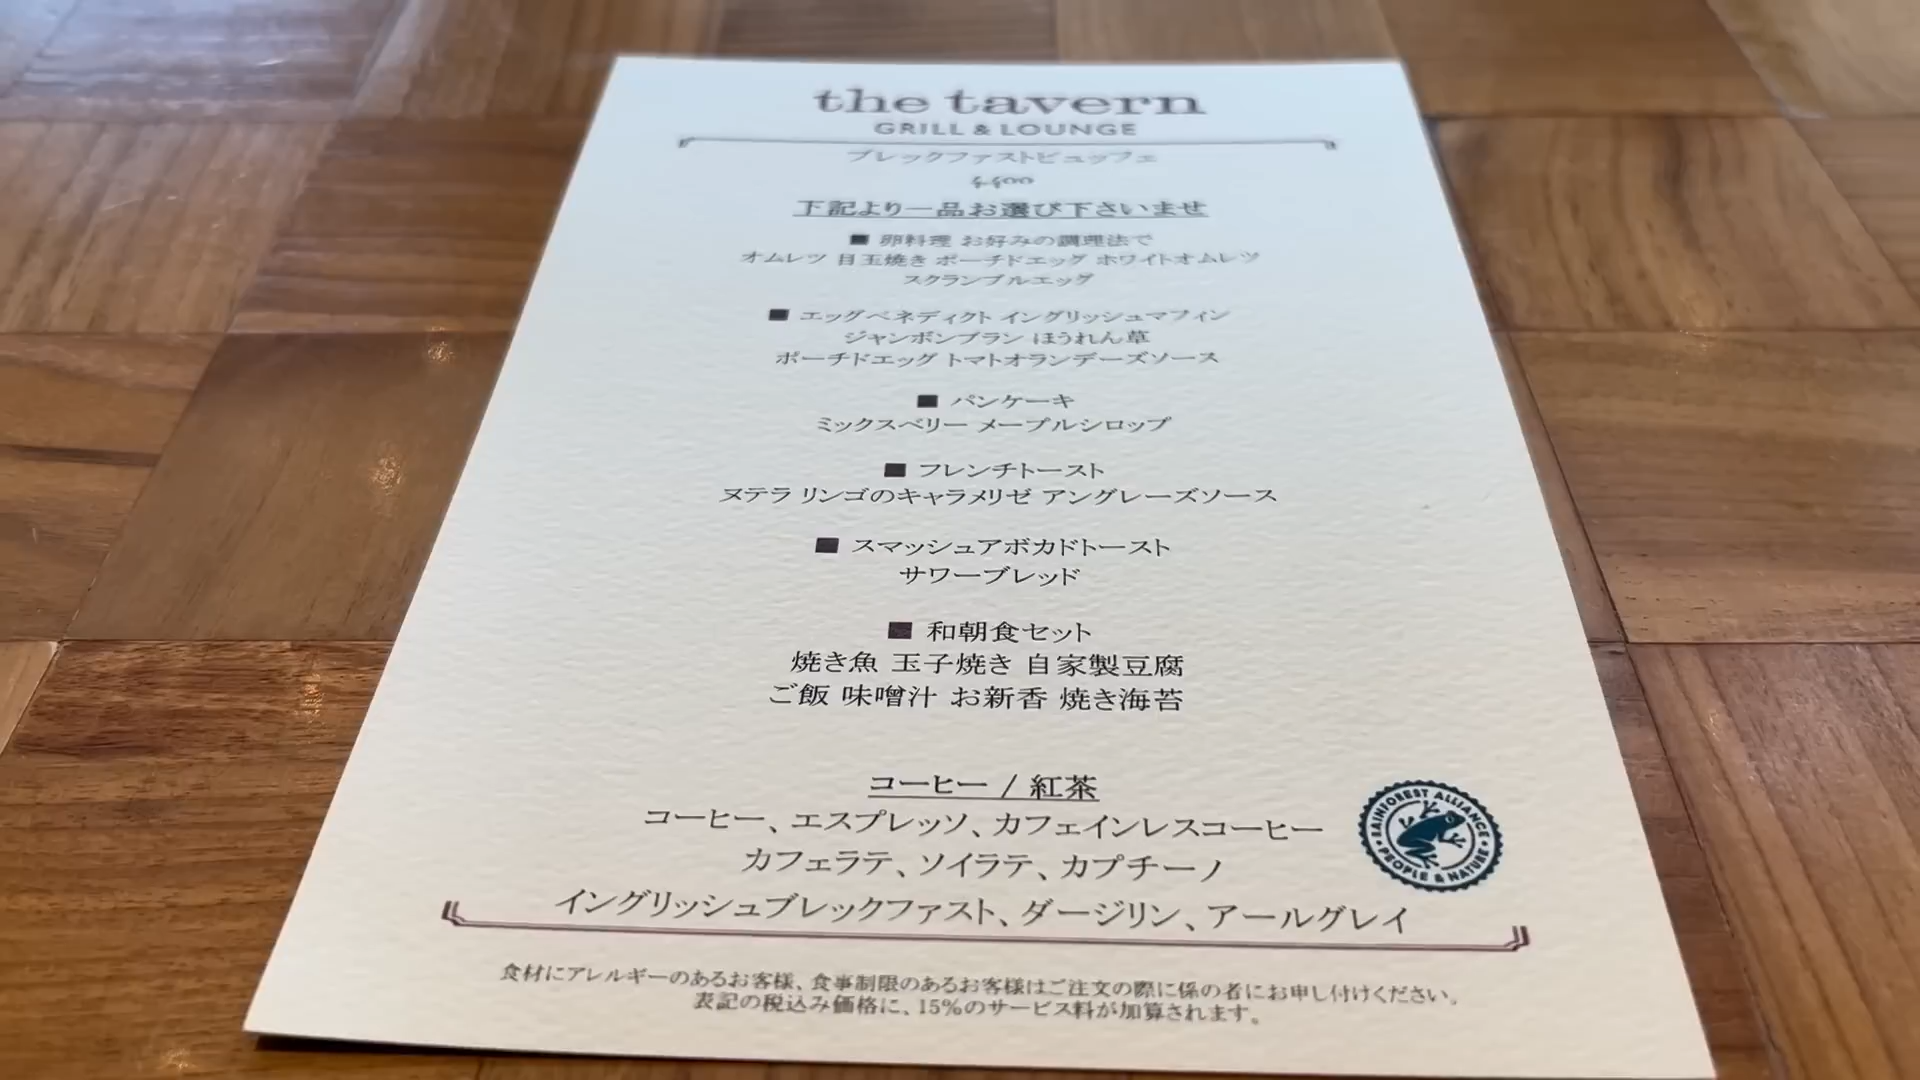 the tavern
GRILL & LOUNGE
ブレックファストビュッフェ
4400
下記より一品お選び下さいませ
■ 卵料理 お好みの調理法で
オムレツ 目玉焼き ポーチドエッグ ホワイトオムレツ
スクランブルエッグ
■ エッグベネディクト イングリッシュマフィン
ジャンボンブラン ほうれん草
ポーチドエッグ トマトオランデーズソース
■ パンケーキ
ミックスベリー メープルシロップ
■ フレンチトースト
ヌテラ リンゴのキャラメリゼ アングレーズソース
■ スマッシュアボカドトースト
サワーブレッド
■ 和朝食セット
焼き魚 玉子焼き 自家製豆腐
ご飯 味噌汁 お新香 焼き海苔
コーヒー / 紅茶
コーヒー、エスプレッソ、カフェインレスコーヒー
カフェラテ、ソイラテ、カプチーノ
イングリッシュブレックファスト、ダージリン、アールグレイ
RAINFOREST ALLIANCE
PEOPLE & NATURE
食材にアレルギーのあるお客様、食事制限のあるお客様はご注文の際に係の者にお申し付けください。
表記の税込み価格に、15%のサービス料が加算されます。